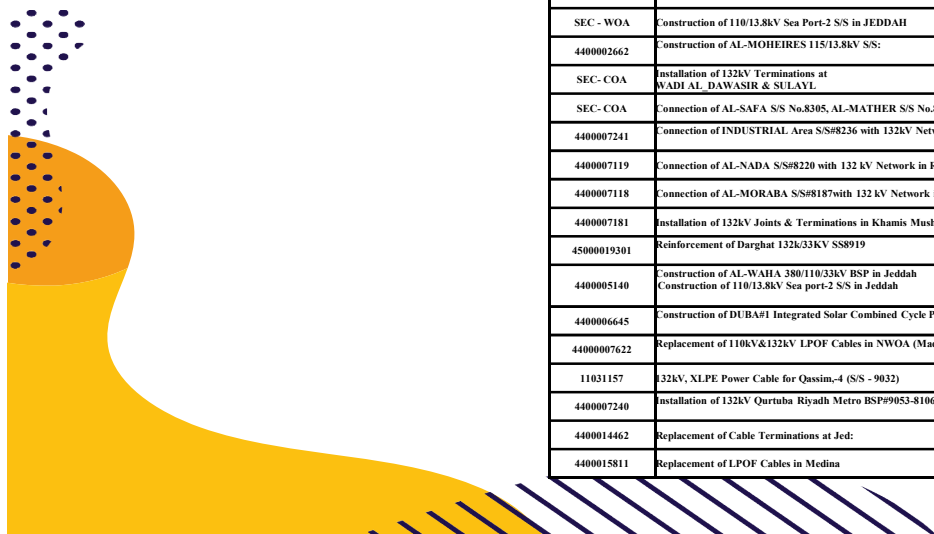 SEC - WOA Construction of 110/13.8kV Sea Port-2 S/S in JEDDAH
4400002662 Construction of AL-MOHEIRES 115/13.8kV S/S:
SEC- COA Installation of 132kV Terminations at
WADI AL_DAWASIR & SULAYL
SEC- COA Connection of AL-SAFA S/S No.8305, AL-MATHER S/S No.
4400007241 Connection of INDUSTRIAL Area S/S#8236 with 132kV
4400007119 Connection of AL-NADA S/S#8220 with 132 kV Network in
4400007118 Connection of AL-MORABA S/S#8187with 132 kV Network
4400007181 Installation of 132kV Joints & Terminations in Khamis Mush
45000019301 Reinforcement of Darghat 132k/33KV SS8919
4400005140 Construction of AL-WAHA 380/110/33kV BSP in Jeddah
Construction of 110/13.8kV Sea port-2 S/S in Jeddah
4400006645 Construction of DUBA#1 Integrated Solar Combined Cycle
44000007622 Replacement of 110kV&132kV LPOF Cables in NWOA
11031157 132kV, XLPE Power Cable for Qassim,-4 (S/S - 9032)
4400007240 Installation of 132kV Qurtuba Riyadh Metro BSP#9053-8106
4400014462 Replacement of Cable Terminations at Jed:
4400015811 Replacement of LPOF Cables in Medina